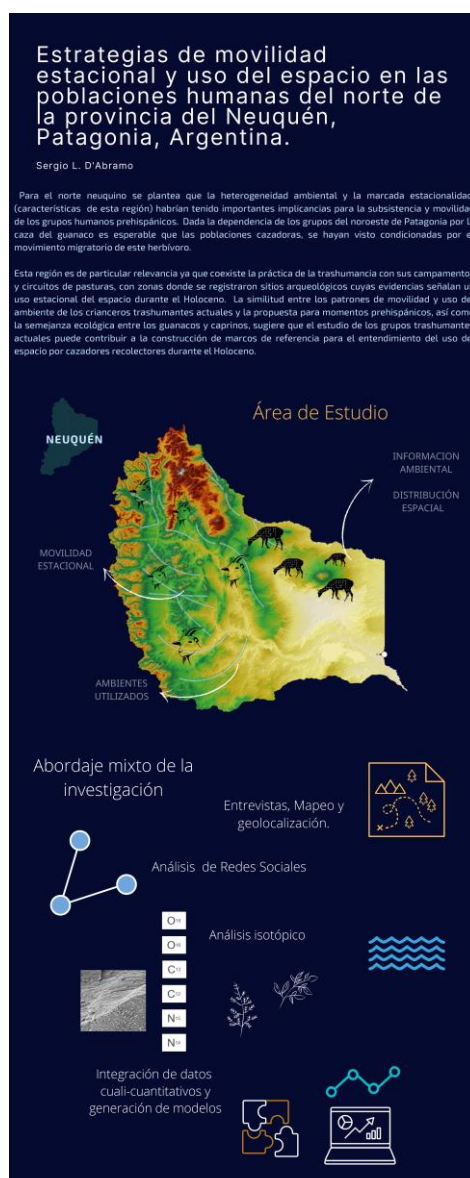 Estrategias de movilidad
estacional y uso del espacio en las
poblaciones humanas del norte de
la provincia del Neuquén,
Patagonia, Argentina.
Sergio L. D'Abramo
Para el norte neuquino se plantea que la heterogeneidad ambiental y la marcada estacionalidad
(características de esta región) habrían tenido importantes implicancias para la subsistencia y movilidad
de los grupos humanos prehispánicos. Dada la dependencia de los grupos del noroeste de Patagonia por l
caza del guanaco es esperable que las poblaciones cazadoras, se hayan visto condicionadas por e
movimiento migratorio de este herbívoro.
Esta región es de particular relevancia ya que coexiste la práctica de la trashumancia con sus campamento
y circuitos de pasturas, con zonas donde se registraron sitios arqueológicos cuyas evidencias señalan u
uso estacional del espacio durante el Holoceno. La similitud entre los patrones de movilidad y uso de
ambiente de los crianceros trashumantes actuales y la propuesta para momentos prehispánicos, así com
la semejanza ecológica entre los guanacos y caprinos, sugiere que el estudio de los grupos trashumante
actuales puede contribuir a la construcción de marcos de referencia para el entendimiento del uso de
espacio por cazadores recolectores durante el Holoceno.
Área de Estudio
NEUQUÉN
INFORMACION
AMBIENTAL
DISTRIBUCIÓN
ESPACIAL
MOVILIDAD
ESTACIONAL
AMBIENTES
UTILIZADOS
Abordaje mixto de la
investigación
Entrevistas, Mapeo y
geolocalización.
Análisis de Redes Sociales
Análisis isotópico
O
O
C
C
N
N
Integración de datos
cuali-cuantitativos y
generación de modelos